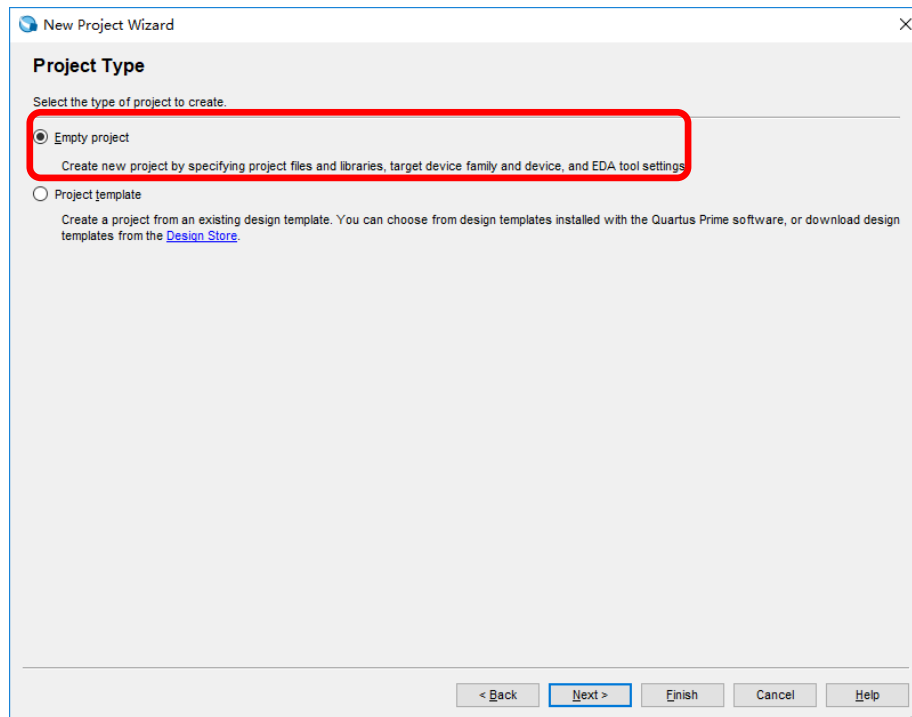 New Project Wizard
Project Type
Select the type of project to create.
Empty project
Create new project by specifying project files and libraries, target device family and device, and EDA tool settings
Project template
Create a project from an existing design template. You can choose from design templates installed with the Quartus Prime software, or download design
templates from the Design Store.
< Back Next > Finish Cancel Help